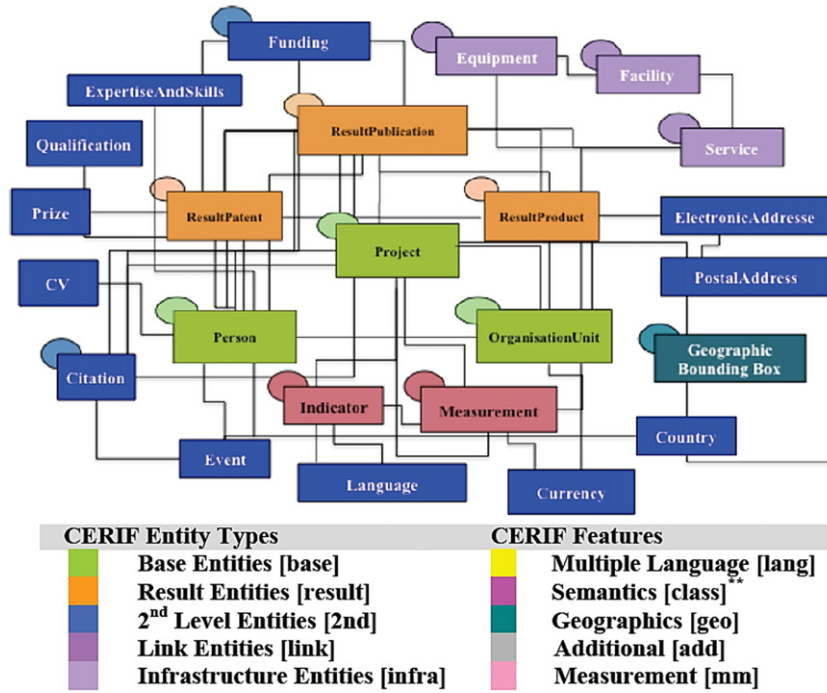 Funding
Equipment
Facility
ExpertiseAndSkills
ResultPublication
Qualification
Service
Prize
ResultPatent
ResultProduct
ElectronicAddresse
Project
CV
PostalAddress
Person
OrganisationUnit
Geographic
Bounding Box
Citation
Indicator
Measurement
Country
Event
Language
Currency
CERIF Entity Types
Base Entities [base]
Result Entities [result]
2nd Level Entities [2nd]
Link Entities [link]
Infrastructure Entities [infra]
CERIF Features
Multiple Language [lang]
Semantics [class]**
Geographics [geo]
Additional [add]
Measurement [mm]